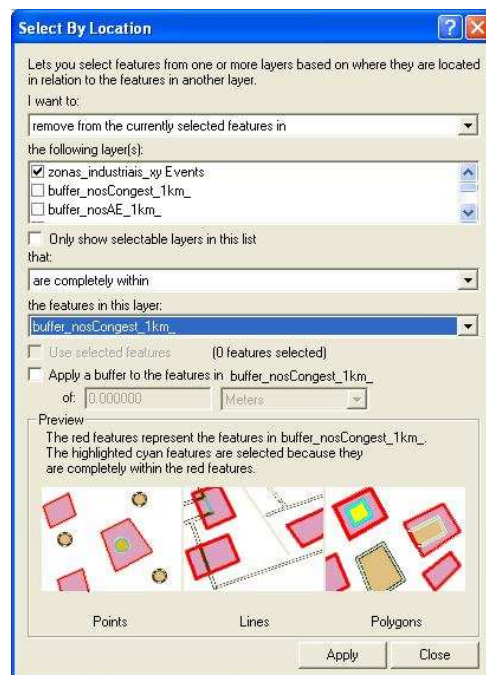 Select By Location
Lets you select features from one or more layers based on where they are located
in relation to the features in another layer.
I want to:
remove from the currently selected features in
the following layer(s):
zonas_industriais_xy Events
buffer_nosCongest_1km_
buffer_nosAE_1km_
Only show selectable layers in this list
that:
are completely within
the features in this layer:
buffer_nosCongest_1km_
Use selected features (0 features selected)
Apply a buffer to the features in buffer_nosCongest_1km_
of: 0.000000 Meters
Preview
The red features represent the features in buffer_nosCongest_1km_.
The highlighted cyan features are selected because they
are completely within the red features.
Points Lines Polygons
Apply Close